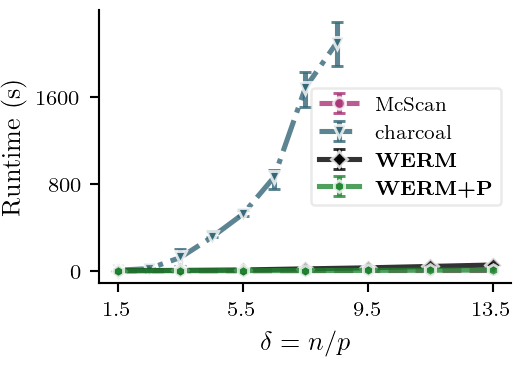 Runtime (s)
1600
800
0
McScan
charcoal
WERM
WERM+P
1.5
5.5
9.5
13.5
δ = n/p